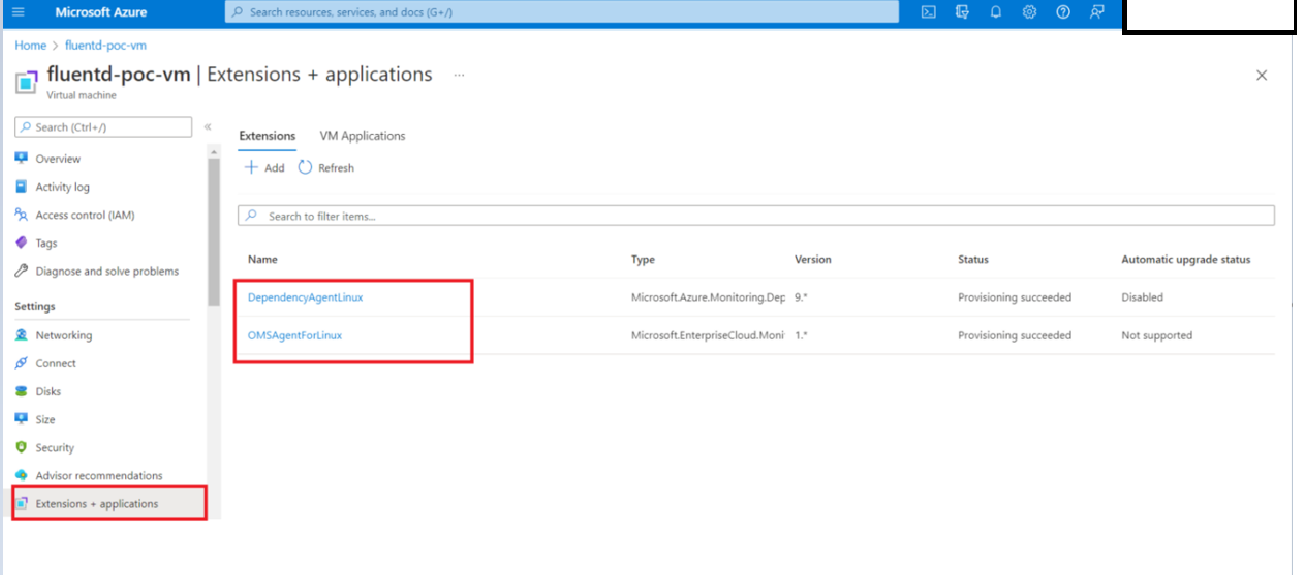 Microsoft Azure
Search resources, services, and docs (G+/)
Home > fluentd-poc-vm
fluentd-poc-vm | Extensions + applications ...
Virtual machine
Search (Ctrl+/)
«
Overview
Activity log
Access control (IAM)
Tags
Diagnose and solve problems
Settings
Networking
Connect
Disks
Size
Security
Advisor recommendations
Extensions + applications
Extensions VM Applications
+ Add Refresh
Search to filter items...
Name Type Version Status Automatic upgrade status
DependencyAgentLinux Microsoft.Azure.Monitoring.Dep 9.* Provisioning succeeded Disabled
OMSAgentForLinux Microsoft.EnterpriseCloud.Moni 1.* Provisioning succeeded Not supported